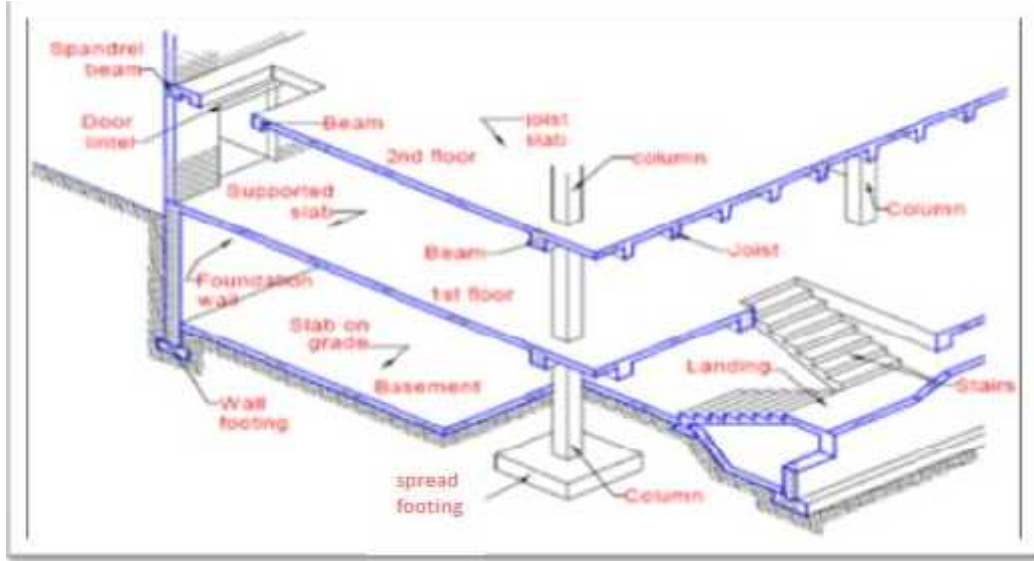 Spandrel
beam
Door
lintel
Beam
2nd floor
joist
slab
column
Column
Supported
slab
Beam
Joist
Foundation
wall
1st floor
Slab on
grade
Basement
Landing
Stairs
Wall
footing
spread
footing
Column